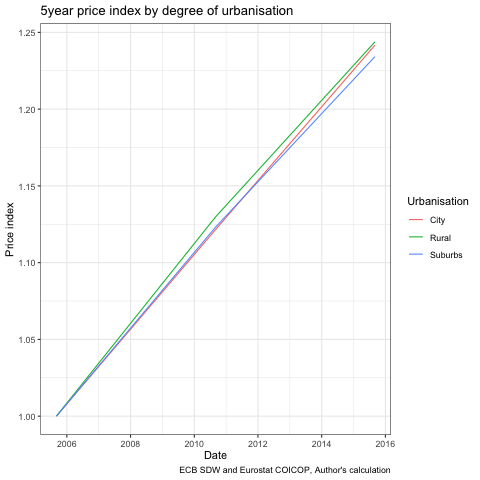 5year price index by degree of urbanisation
1.25
1.20
1.15
1.10
1.05
1.00
Price index
2006 2008 2010 2012 2014 2016
Date
Urbanisation
City
Rural
Suburbs
ECB SDW and Eurostat COICOP, Author's calculation